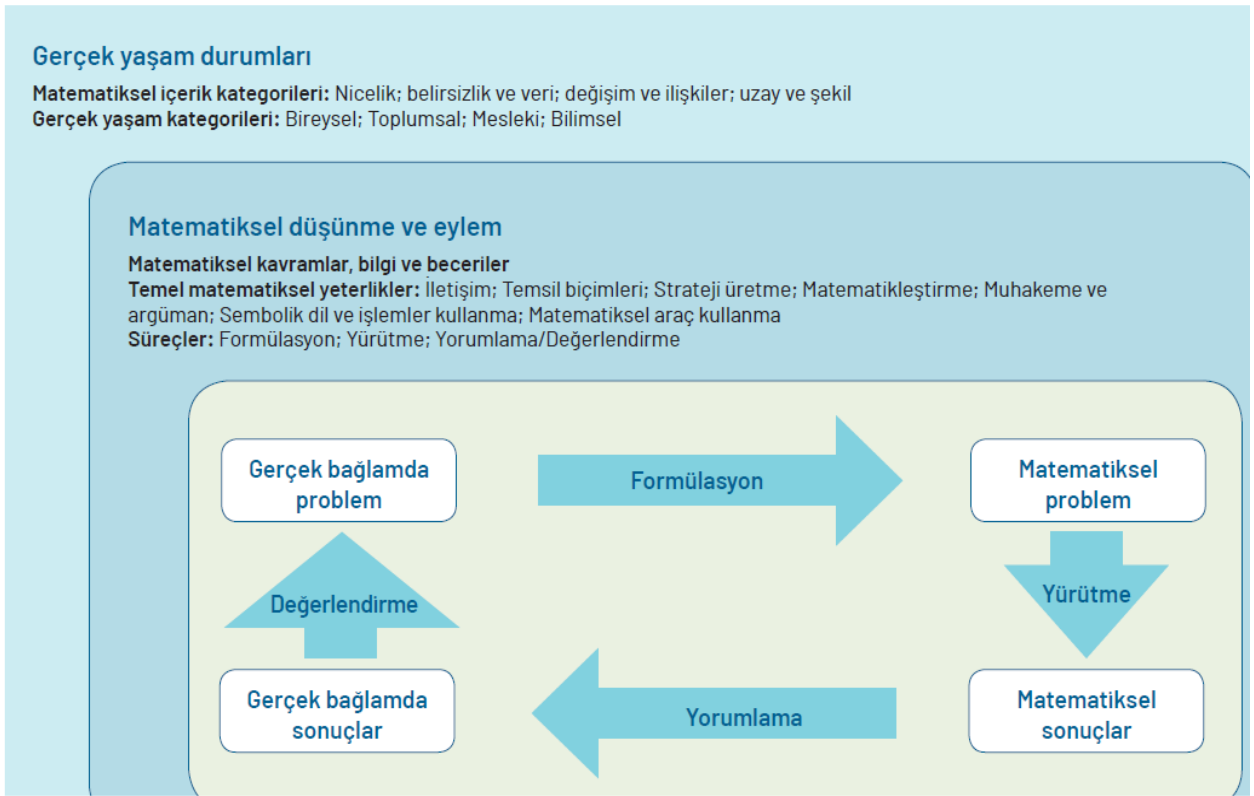 Gerçek yaşam durumları
Matematiksel içerik kategorileri: Nicelik; belirsizlik ve veri; değişim ve ilişkiler; uzay ve şekil
Gerçek yaşam kategorileri: Bireysel; Toplumsal; Mesleki; Bilimsel
Matematiksel düşünme ve eylem
Matematiksel kavramlar, bilgi ve beceriler
Temel matematiksel yeterlikler: İletişim; Temsil biçimleri; Strateji üretme; Matematikleştirme; Muhakeme ve
argüman; Sembolik dil ve işlemler kullanma; Matematiksel araç kullanma
Süreçler: Formülasyon; Yürütme; Yorumlama/Değerlendirme
Gerçek bağlamda
problem
Formülasyon
Matematiksel
problem
Değerlendirme
Yürütme
Gerçek bağlamda
sonuçlar
Yorumlama
Matematiksel
sonuçlar